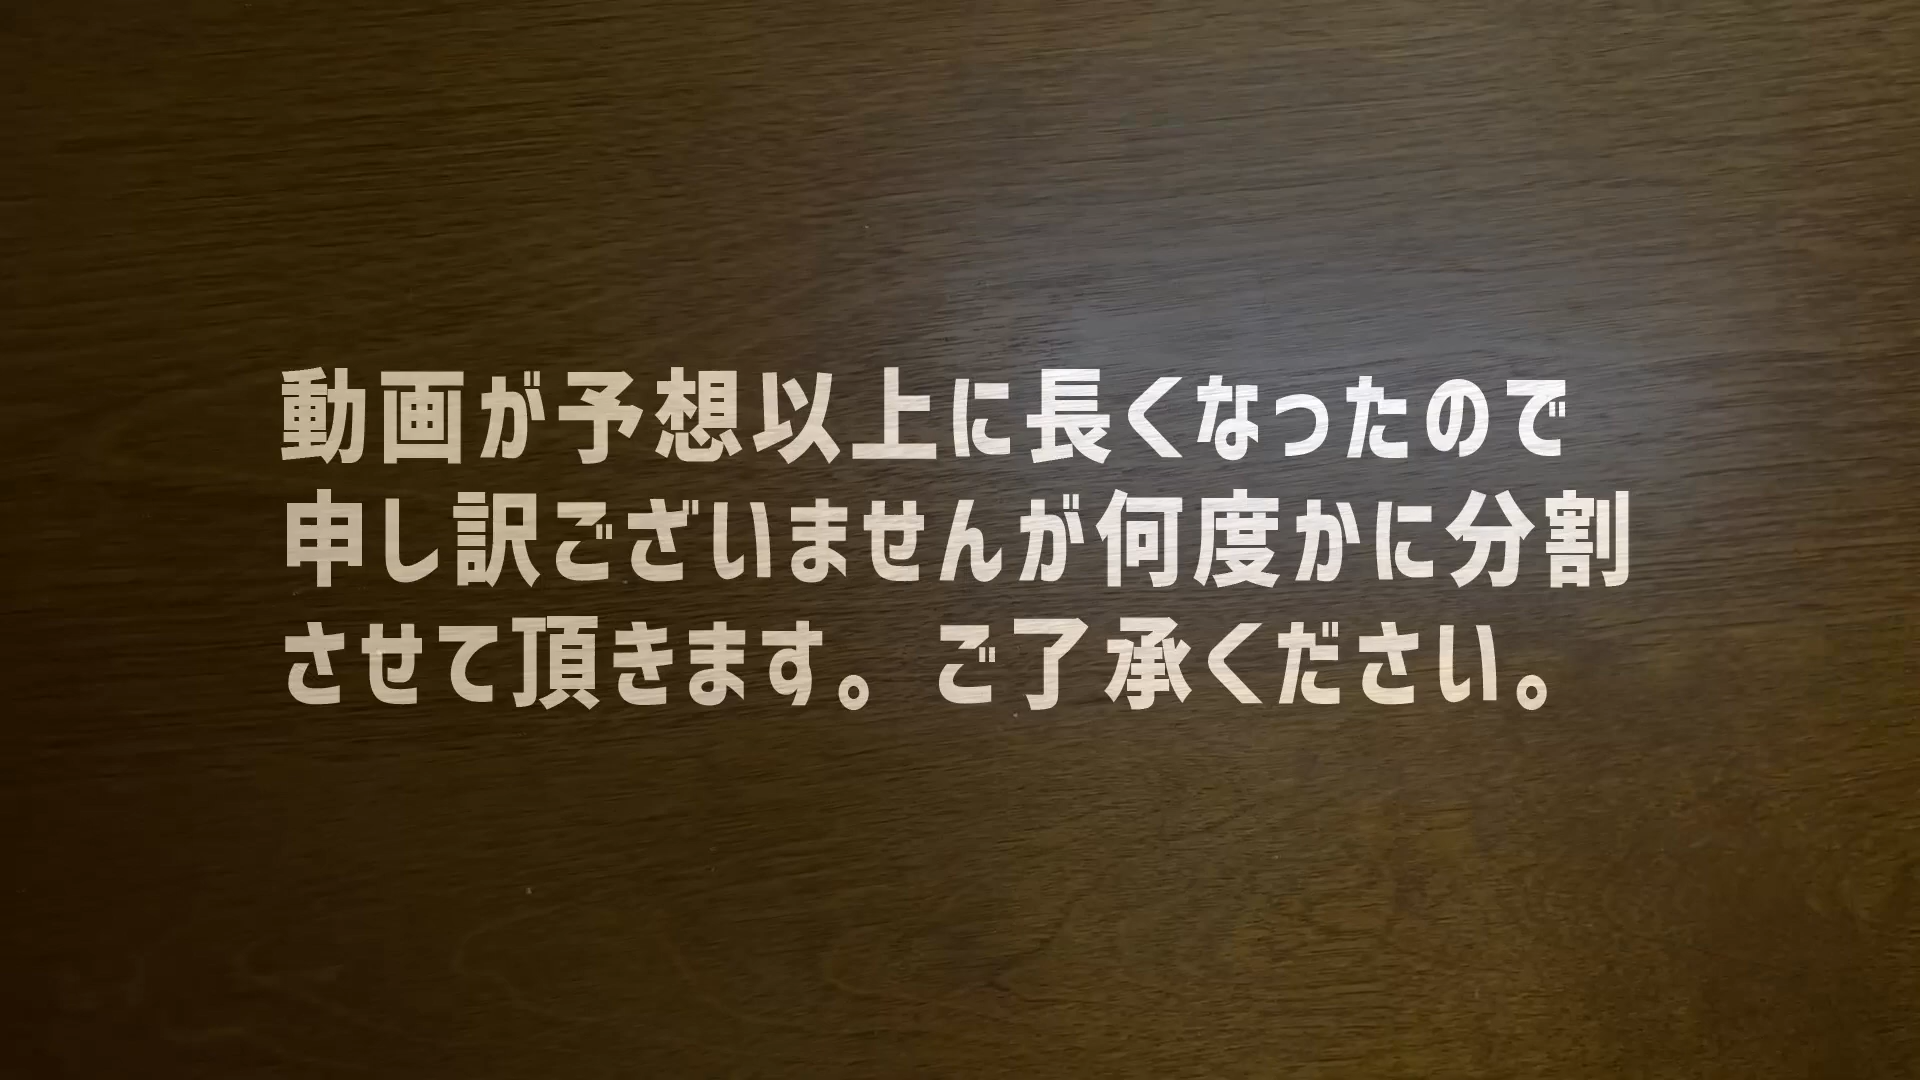 動画が予想以上に長くなったので
申し訳ございませんが何度かに分割
させて頂きます。ご了承ください。